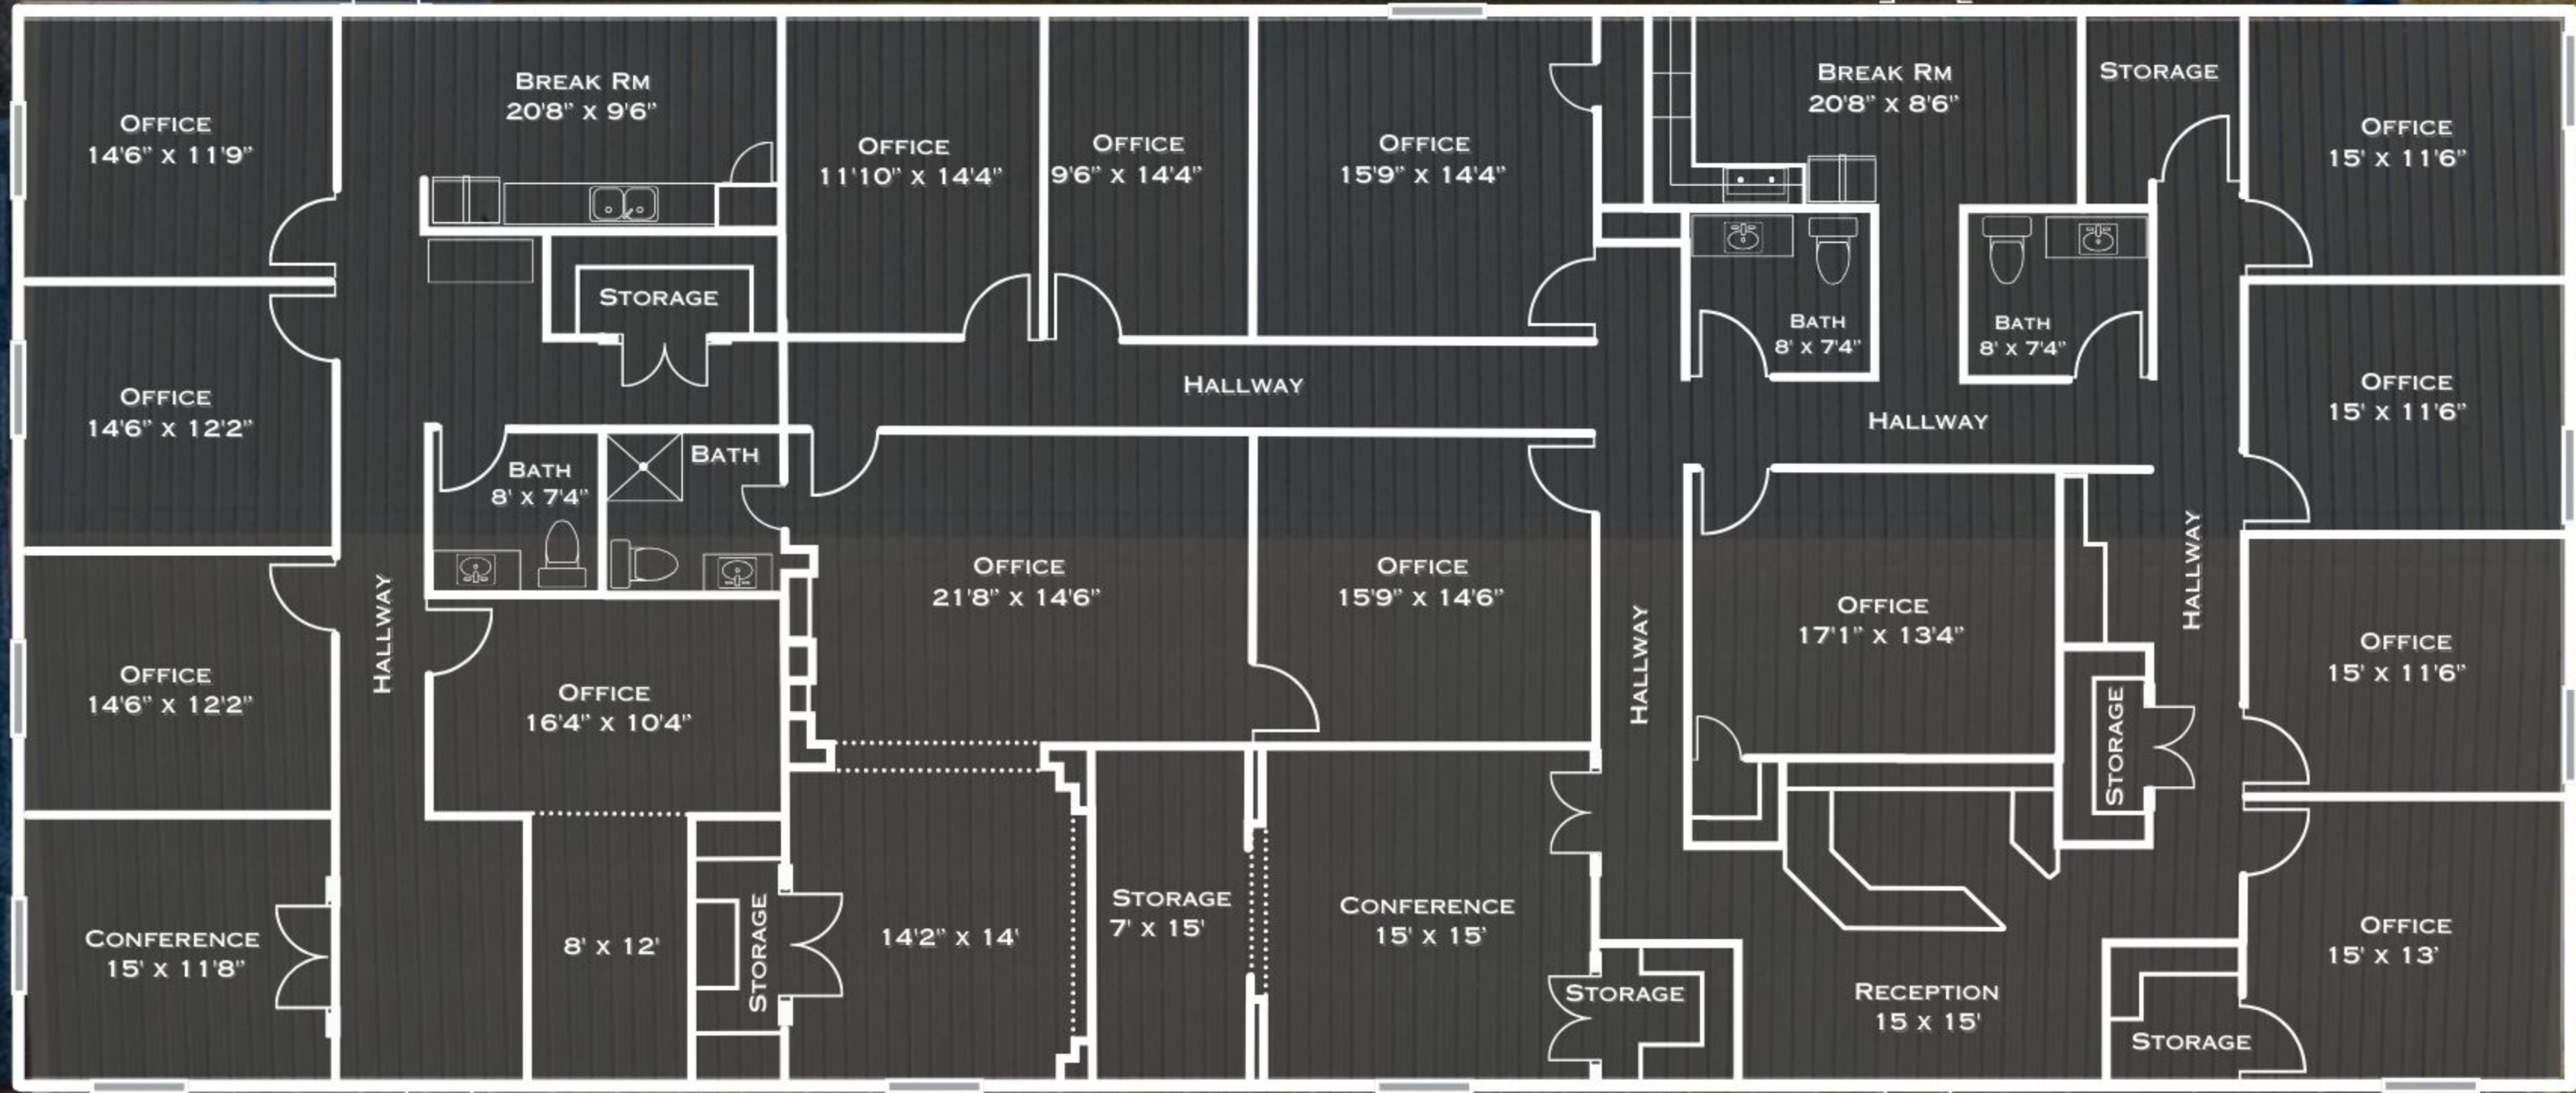 Office
14'6" x 11'9"
Break Rm
20'8" x 9'6"
Office
11'10" x 14'4"
Office
9'6" x 14'4"
Office
15'9" x 14'4"
Break Rm
20'8" x 8'6"
Storage
Office
15' x 11'6"
Storage
Bath
8' x 7'4"
Bath
8' x 7'4"
Office
14'6" x 12'2"
Hallway
Hallway
Office
15' x 11'6"
Bath
8' x 7'4"
Bath
Office
14'6" x 12'2"
Hallway
Office
16'4" x 10'4"
Office
21'8" x 14'6"
Office
15'9" x 14'6"
Hallway
Office
17'1" x 13'4"
Hallway
Office
15' x 11'6"
Storage
Conference
15' x 11'8"
8' x 12'
Storage
14'2" x 14'
Storage
7' x 15'
Conference
15' x 15'
Storage
Reception
15 x 15'
Storage
Office
15' x 13'